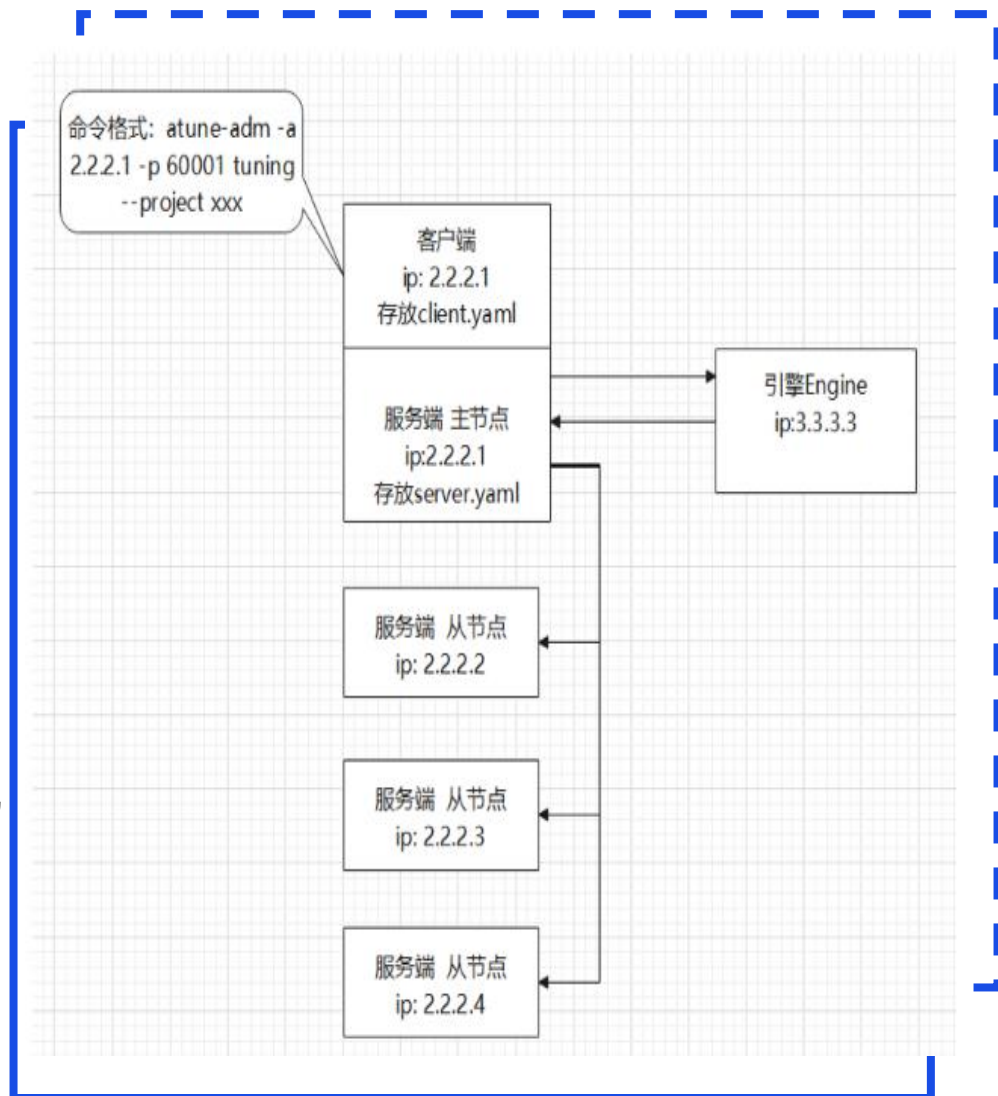 命令格式: atune-adm -a
2.2.2.1 -p 60001 tuning
--project xxx
客户端
ip: 2.2.2.1
存放client.yaml
服务端 主节点
ip:2.2.2.1
存放server.yaml
引擎Engine
ip:3.3.3.3
服务端 从节点
ip: 2.2.2.2
服务端 从节点
ip: 2.2.2.3
服务端 从节点
ip: 2.2.2.4